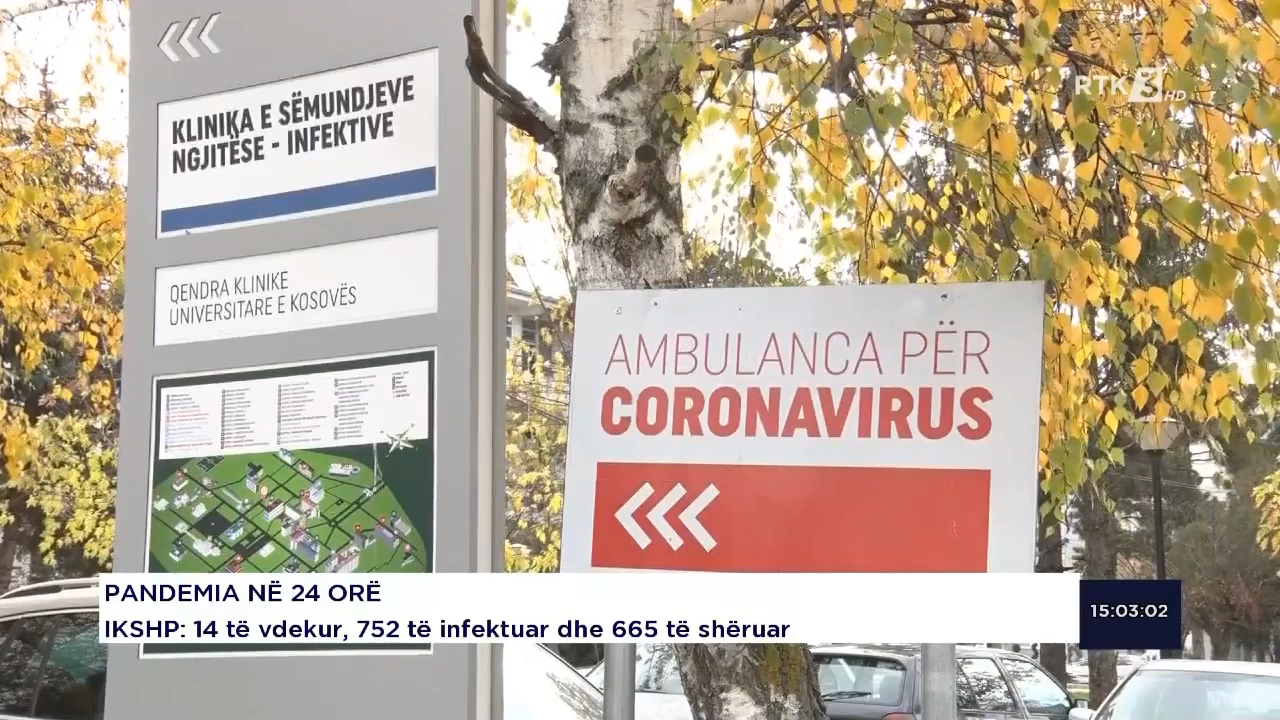 KLINIKA E SËMUNDJEVE
NGJITËSE - INFEKTIVE
QENDRA KLINIKE
UNIVERSITARE E KOSOVËS
RTK 3 HD
AMBULANCA PËR
CORONAVIRUS
PANDEMIA NË 24 ORË
IKSHP: 14 të vdekur, 752 të infektuar dhe 665 të shëruar
15:03:02